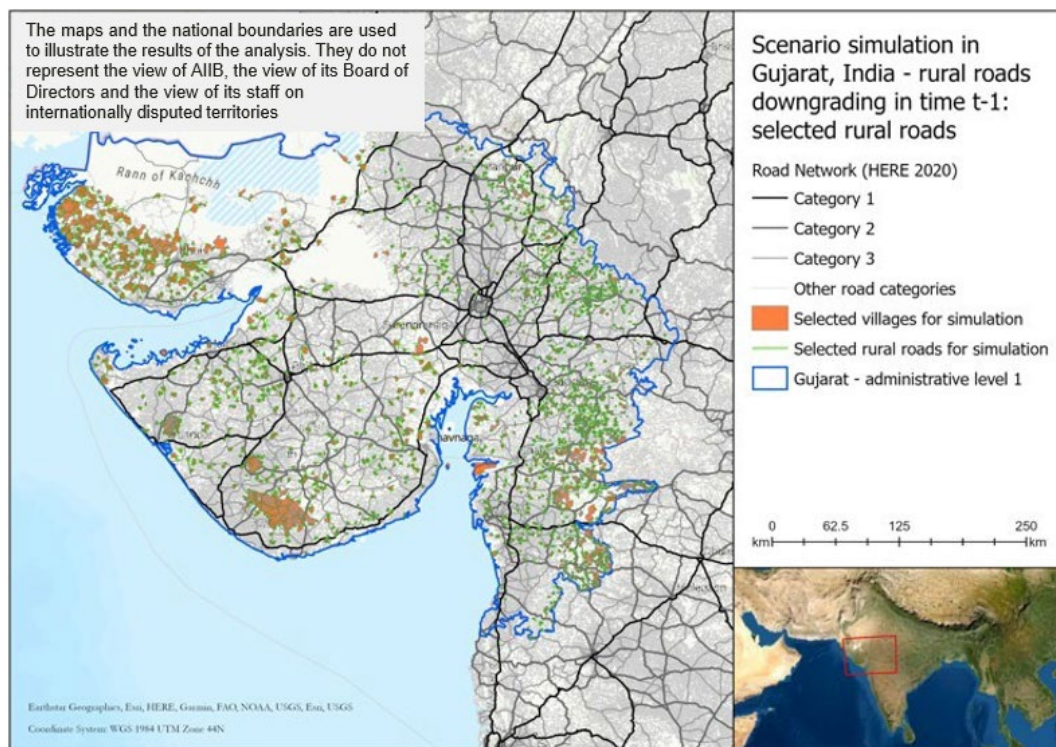 The maps and the national boundaries are used
to illustrate the results of the analysis. They do not
represent the view of AIIB, the view of its Board of
Directors and the view of its staff on
internationally disputed territories
Scenario simulation in
Gujarat, India - rural roads
downgrading in time t-1:
selected rural roads
Road Network (HERE 2020)
Category 1
Category 2
Category 3
Other road categories
Selected villages for simulation
Selected rural roads for simulation
Gujarat - administrative level 1
0 62.5 125 250
km km
Rann of Kachchh
havnaga
Earthstar Geographics, Esri, HERE, Garmin, FAO, NOAA, USGS, Esri, USGS
Coordinate System: WGS 1984 UTM Zone 44N